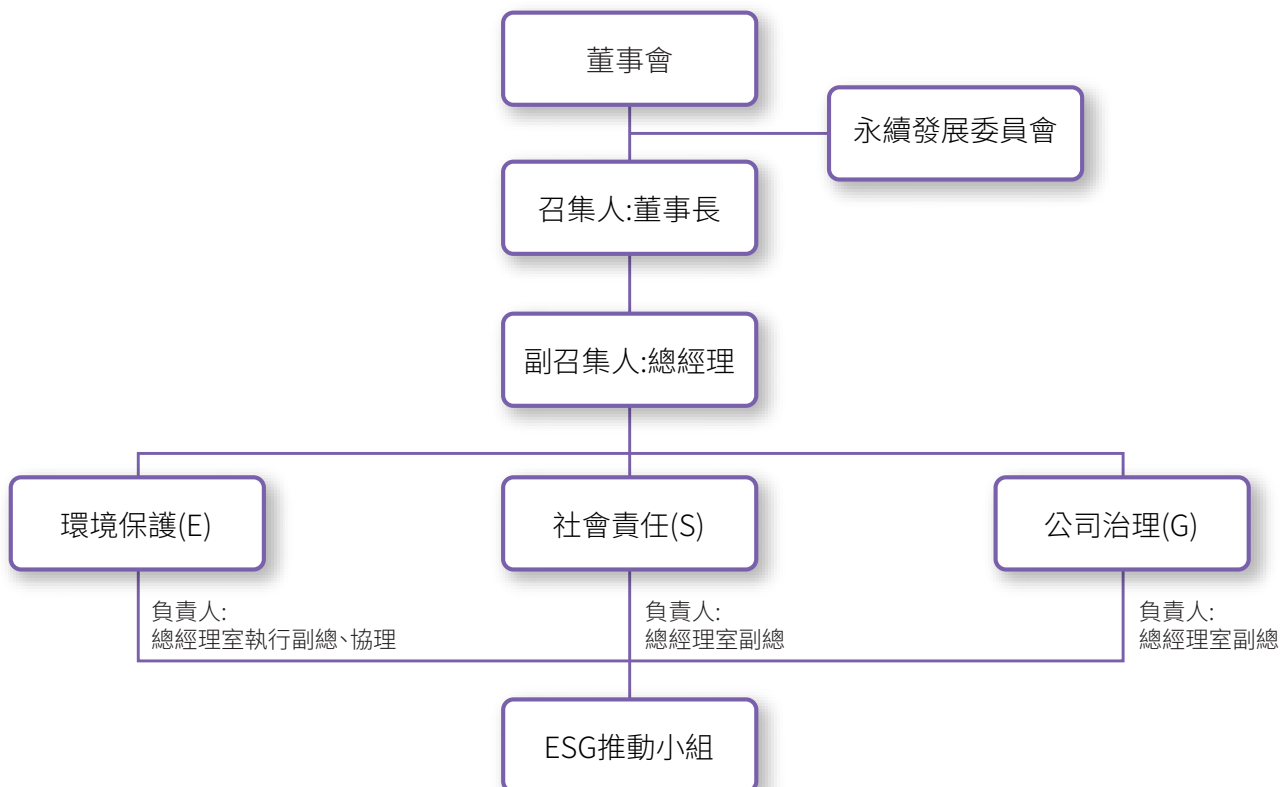 董事會
永續發展委員會
召集人:董事長
副召集人:總經理
環境保護(E)
社會責任(S)
公司治理(G)
負責人:
總經理室執行副總、協理
負責人:
總經理室副總
負責人:
總經理室副總
ESG推動小組